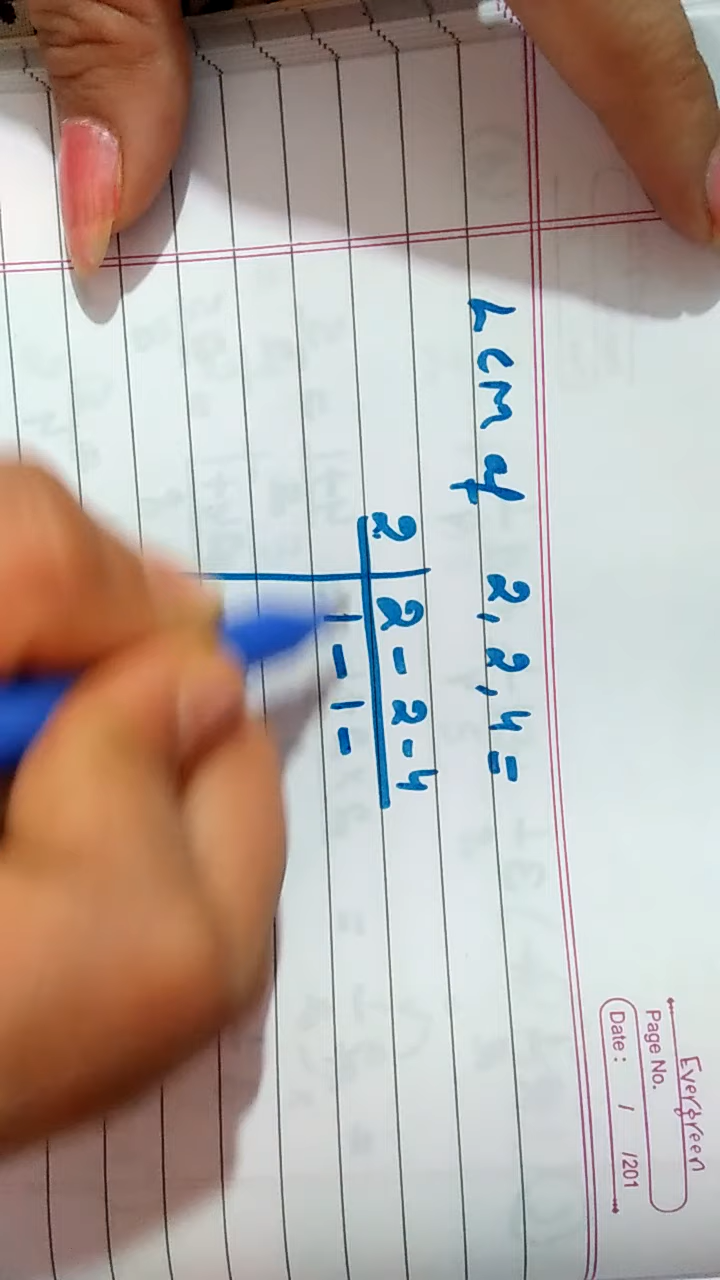 Evergreen
Page No.
Date : / /201
Lcm of 2, 2, 4 =
2 | 2 - 2 - 4
1 - 1 -